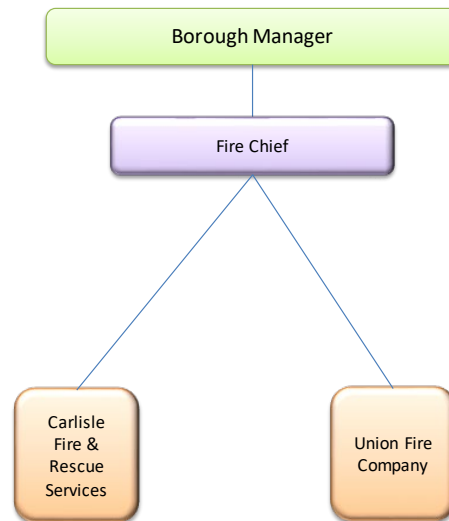 Borough Manager
Fire Chief
Carlisle
Fire &
Rescue
Services
Union Fire
Company